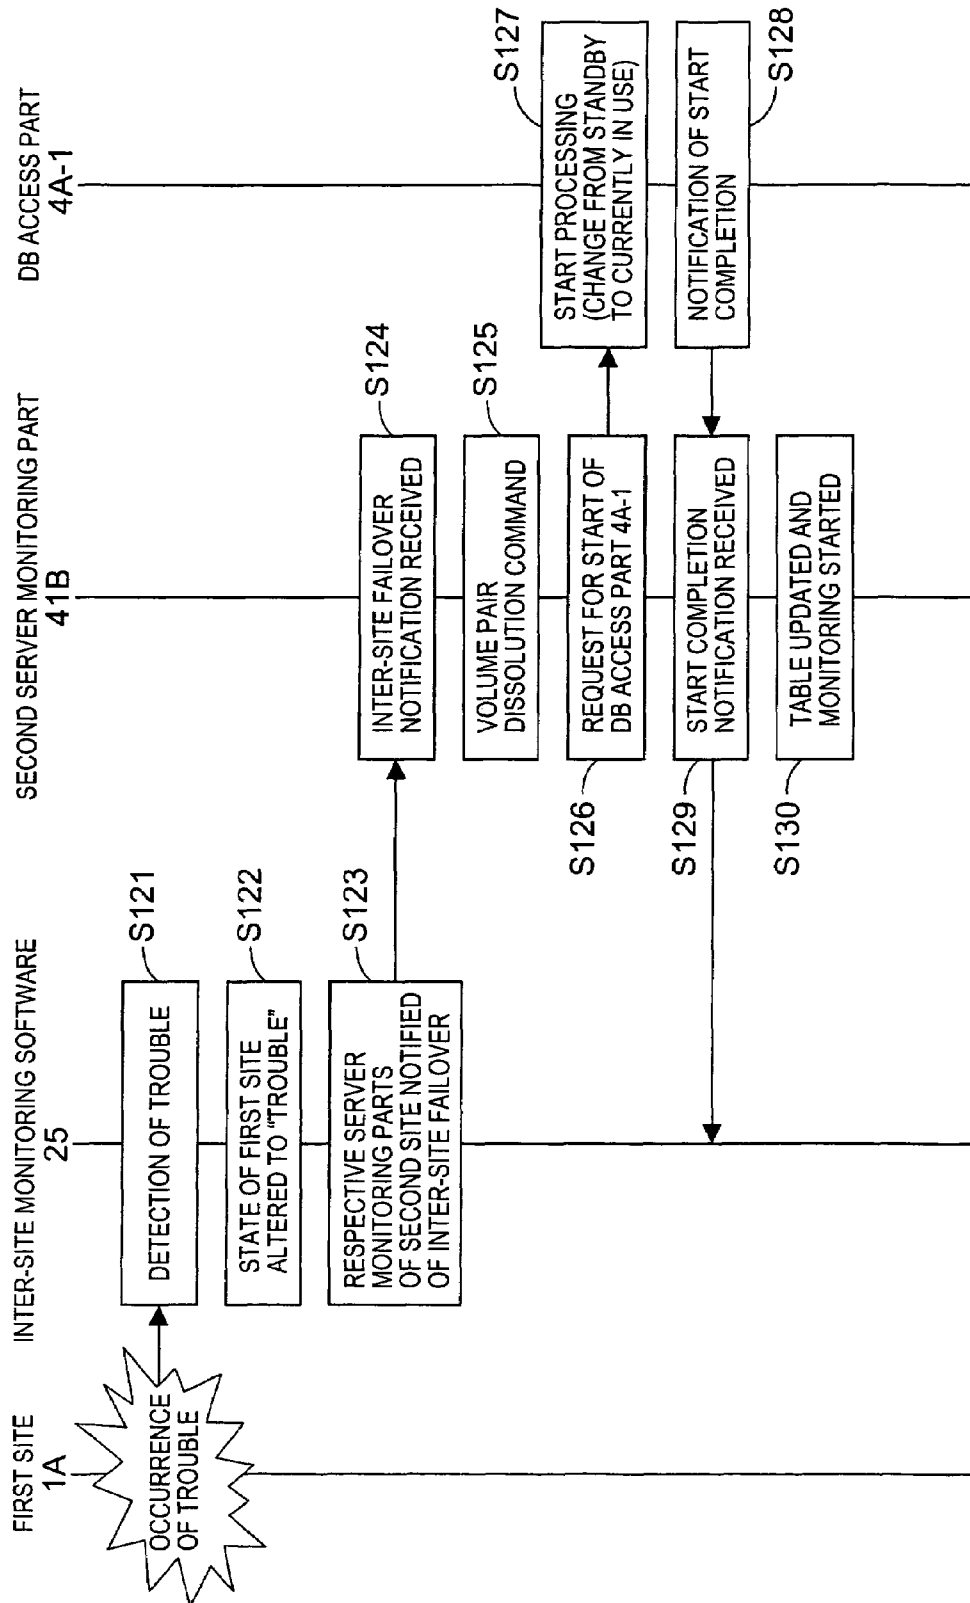 FIRST SITE
1A
OCCURRENCE
OF TROUBLE
INTER-SITE MONITORING SOFTWARE
25
DETECTION OF TROUBLE
S121
STATE OF FIRST SITE
ALTERED TO "TROUBLE"
S122
RESPECTIVE SERVER
MONITORING PARTS
OF SECOND SITE NOTIFIED
OF INTER-SITE FAILOVER
S123
SECOND SERVER MONITORING PART
41B
INTER-SITE FAILOVER
NOTIFICATION RECEIVED
S124
VOLUME PAIR
DISSOLUTION COMMAND
S125
REQUEST FOR START OF
DB ACCESS PART 4A-1
S126
START COMPLETION
NOTIFICATION RECEIVED
S129
TABLE UPDATED AND
MONITORING STARTED
S130
DB ACCESS PART
4A-1
START PROCESSING
(CHANGE FROM STANDBY
TO CURRENTLY IN USE)
S127
NOTIFICATION OF START
COMPLETION
S128